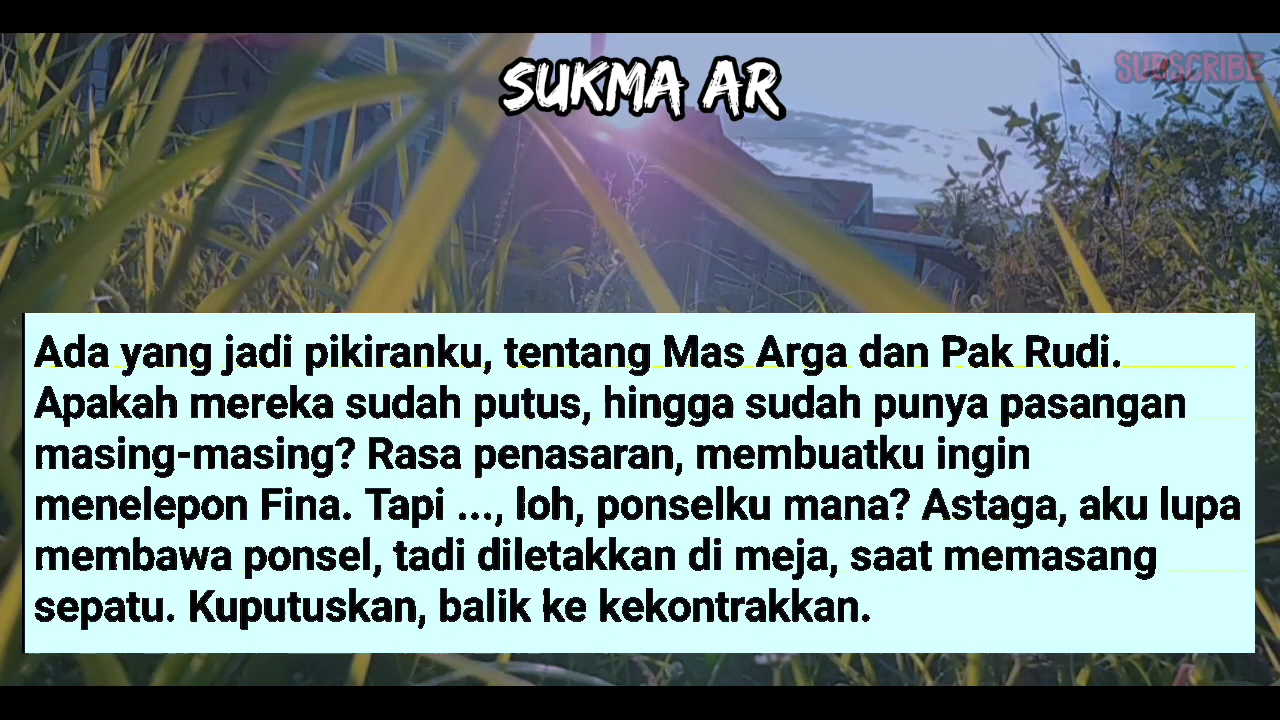 SUKMA AR
SUBSCRIBE
Ada yang jadi pikiranku, tentang Mas Arga dan Pak Rudi.
Apakah mereka sudah putus, hingga sudah punya pasangan
masing-masing? Rasa penasaran, membuatku ingin
menelepon Fina. Tapi ..., loh, ponselku mana? Astaga, aku lupa
membawa ponsel, tadi diletakkan di meja, saat memasang
sepatu. Kuputuskan, balik ke kekontrakkan.